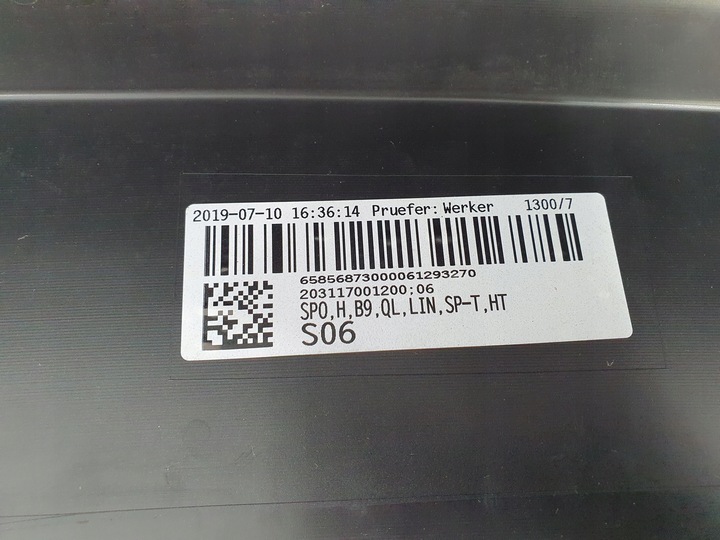 2019-07-10 16:36:14 Pruefer: Werker 1300/7
65856873000061293270
203117001200;06
SPO,H,B9,QL,LIN,SP-T,HT
S06